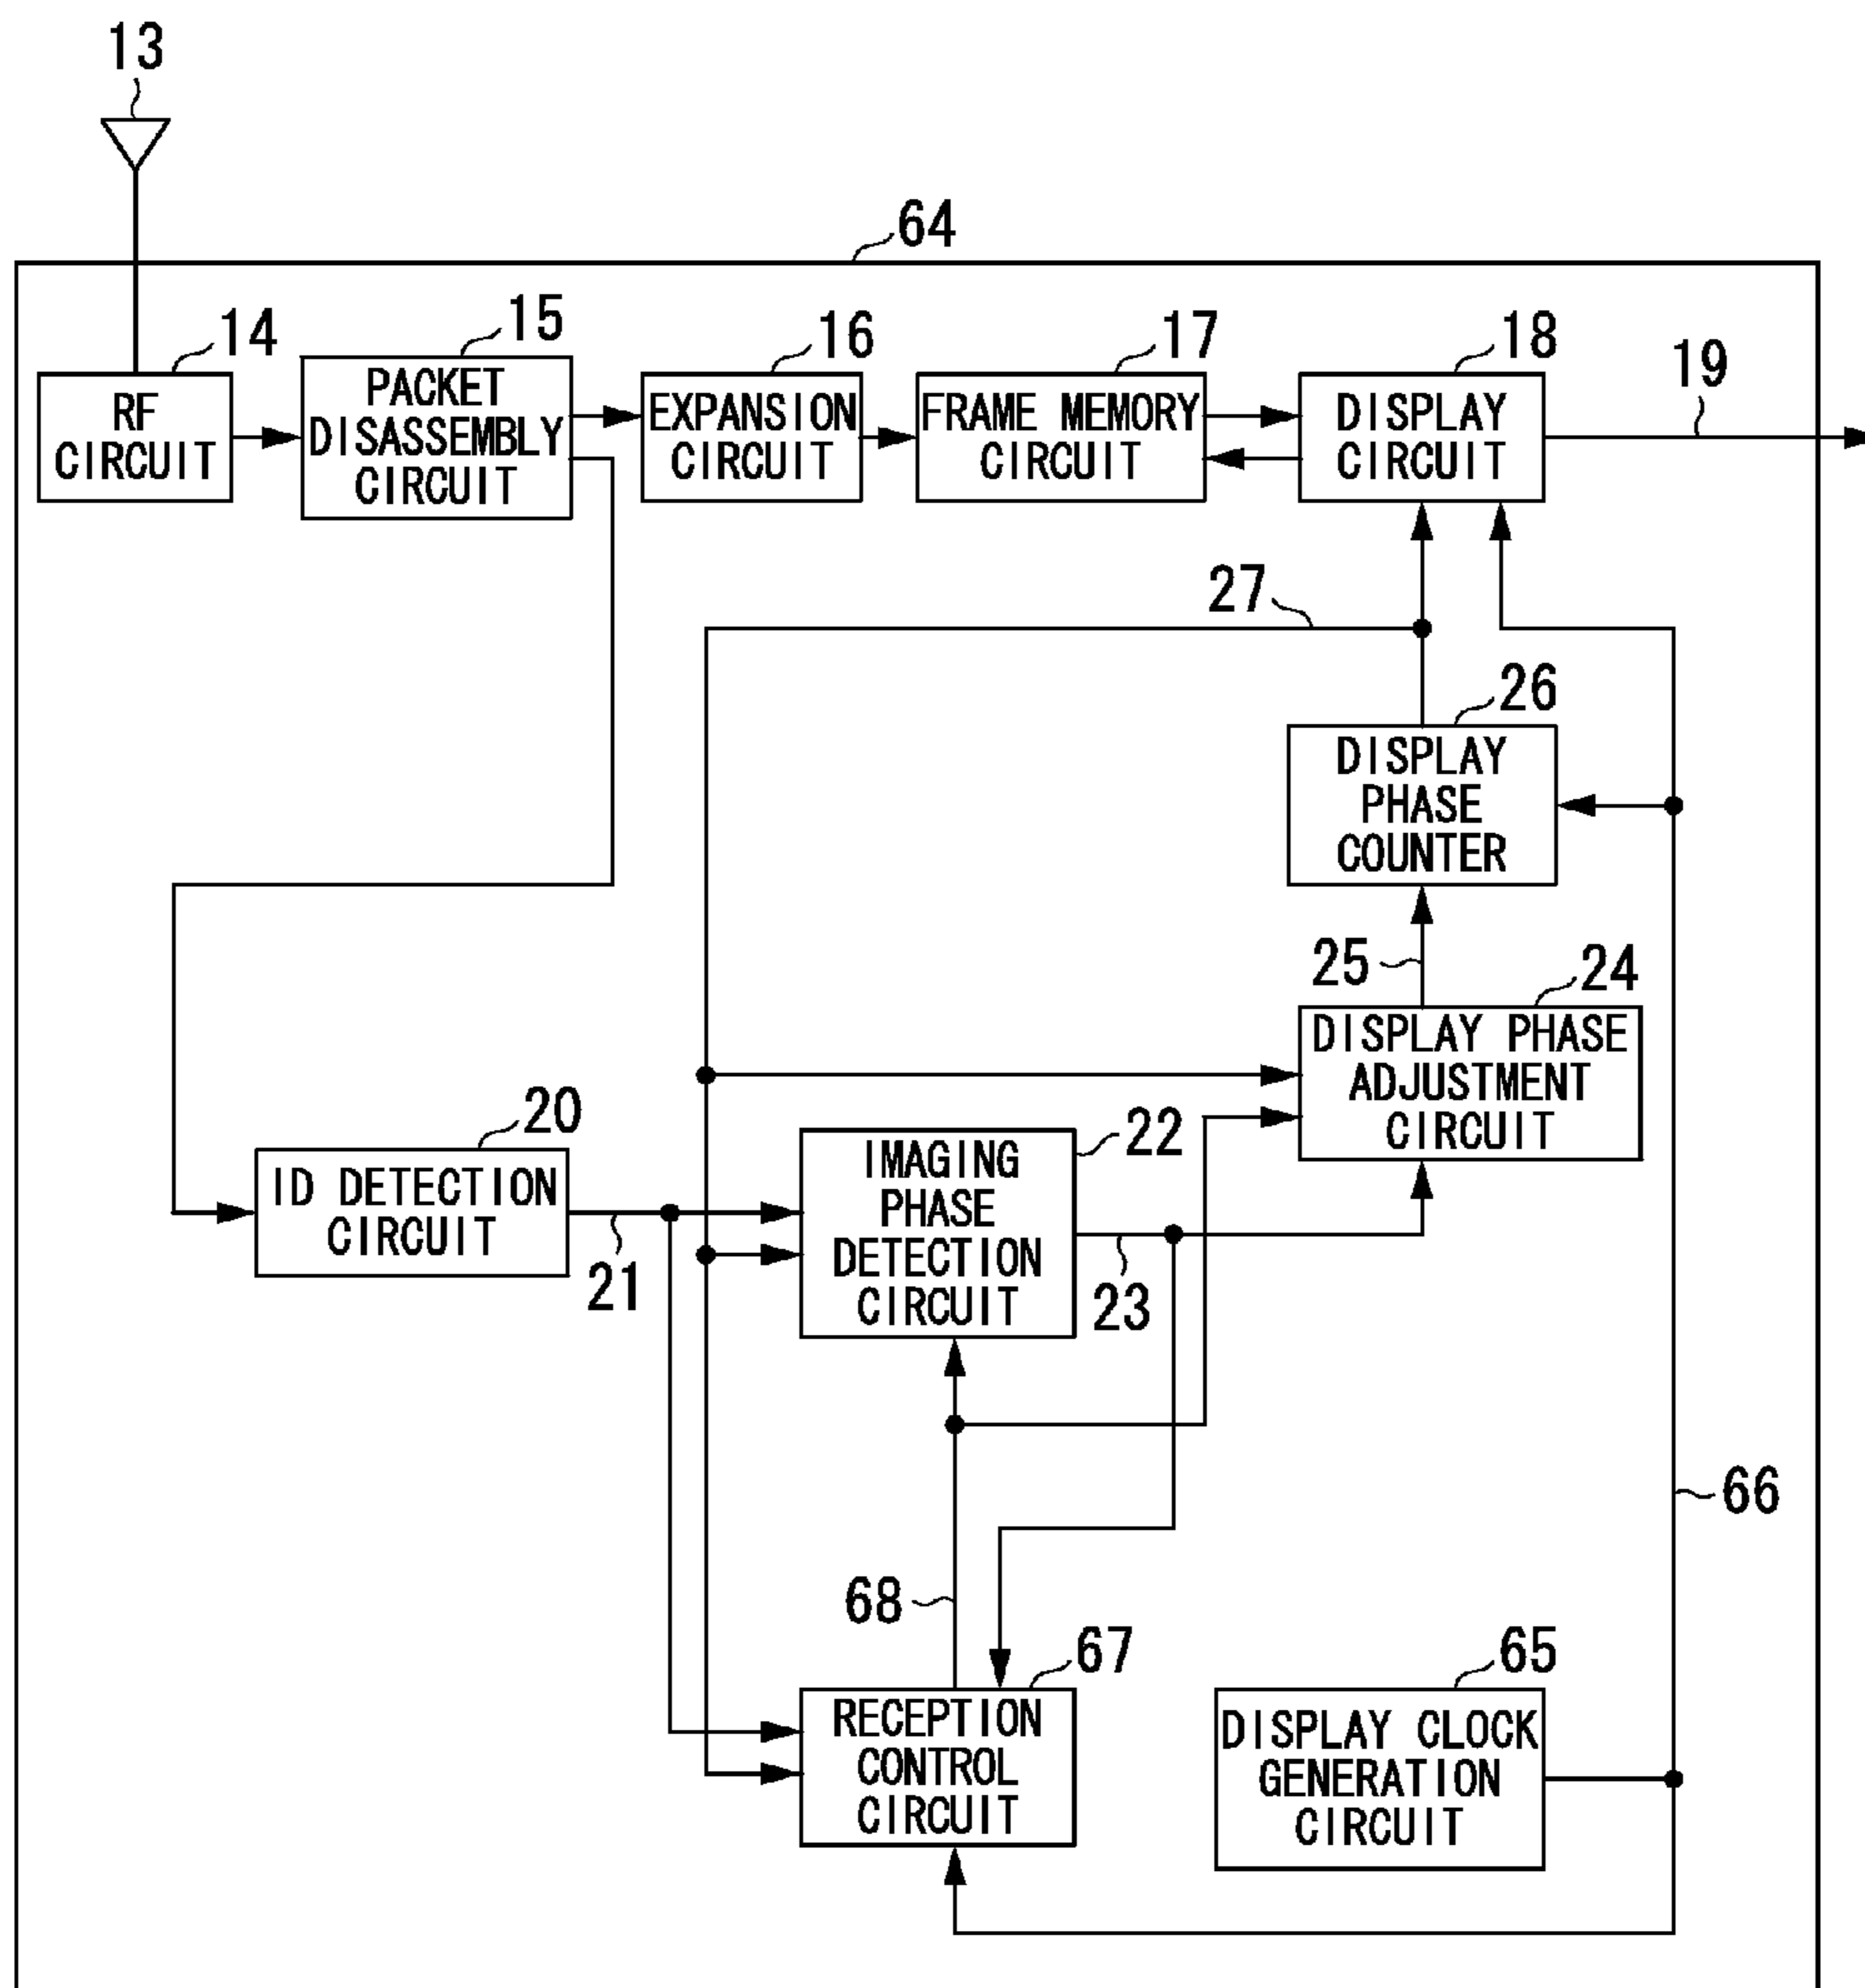 13
64
14
15
16
17
18
19
RF
CIRCUIT
PACKET
DISASSEMBLY
CIRCUIT
EXPANSION
CIRCUIT
FRAME MEMORY
CIRCUIT
DISPLAY
CIRCUIT
27
26
DISPLAY
PHASE
COUNTER
25
24
DISPLAY PHASE
ADJUSTMENT
CIRCUIT
20
ID DETECTION
CIRCUIT
21
22
IMAGING
PHASE
DETECTION
CIRCUIT
23
66
68
67
RECEPTION
CONTROL
CIRCUIT
65
DISPLAY CLOCK
GENERATION
CIRCUIT